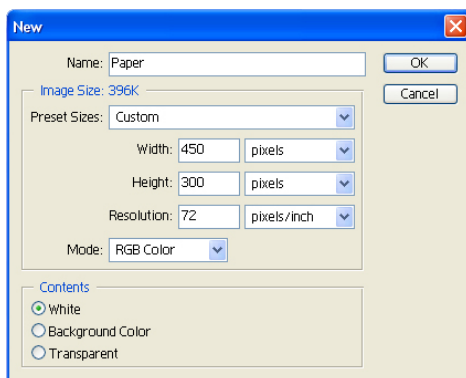 New
Name: Paper
OK
Image Size: 396K
Cancel
Preset Sizes: Custom
Width: 450 pixels
Height: 300 pixels
Resolution: 72 pixels/inch
Mode: RGB Color
Contents
White
Background Color
Transparent